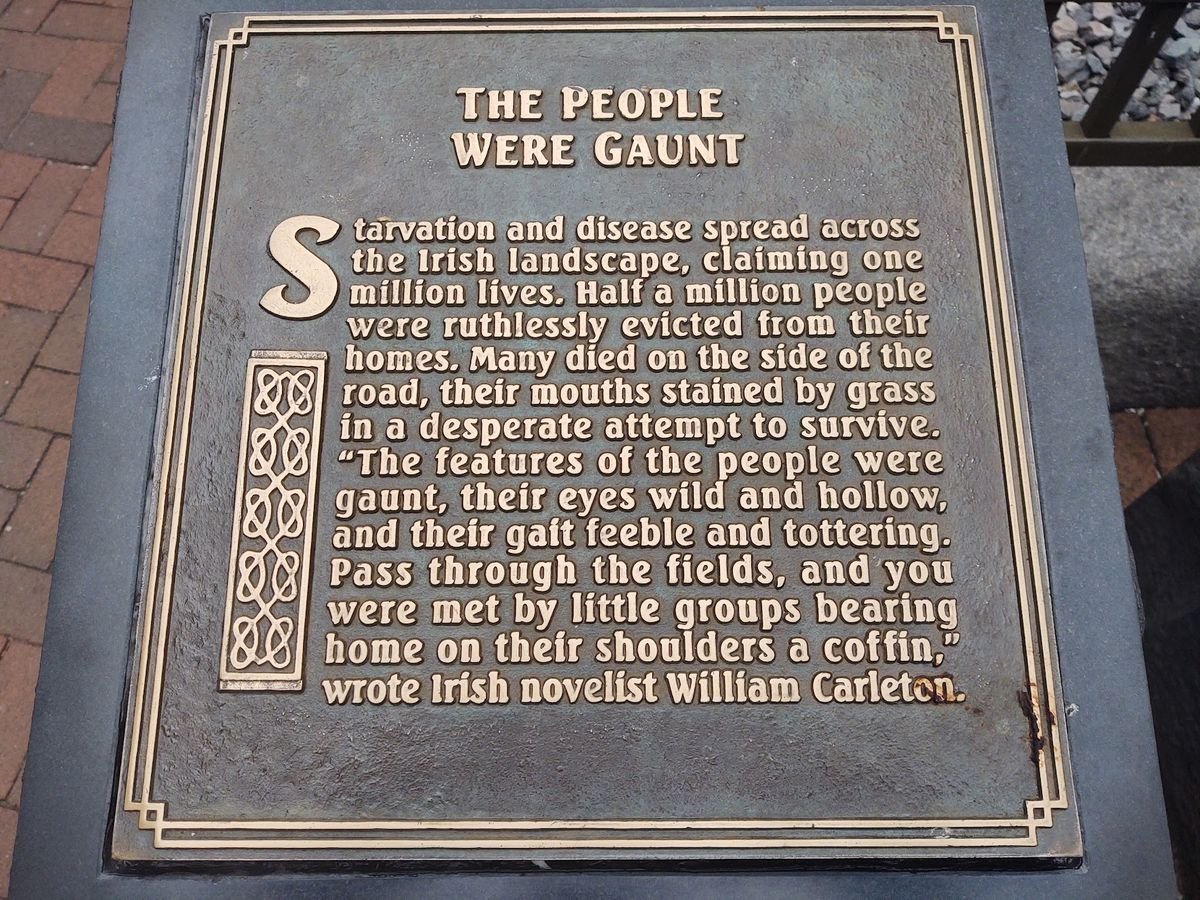 The People
Were Gaunt
Starvation and disease spread across
the Irish landscape, claiming one
million lives. Half a million people
were ruthlessly evicted from their
homes. Many died on the side of the
road, their mouths stained by grass
in a desperate attempt to survive.
“The features of the people were
gaunt, their eyes wild and hollow,
and their gait feeble and tottering.
Pass through the fields, and you
were met by little groups bearing
home on their shoulders a coffin,”
wrote Irish novelist William Carleton.